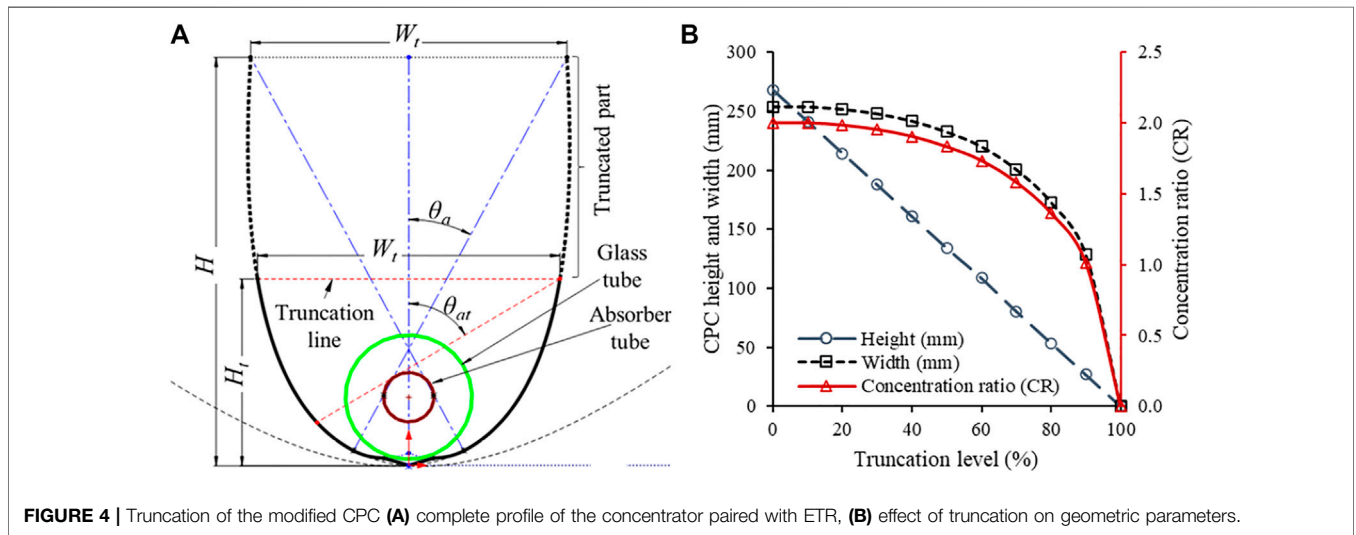 A
W_t
H
H_t
θ_a
W_t
Truncated part
Truncation
line
θ_at
Glass
tube
Absorber
tube
B
CPC height and width (mm)
300
250
200
150
100
50
0
0
20
40
60
80
100
Truncation level (%)
2.5
2.0
1.5
1.0
0.5
0.0
Concentration ratio (CR)
Height (mm)
Width (mm)
Concentration ratio (CR)
FIGURE 4 | Truncation of the modified CPC (A) complete profile of the concentrator paired with ETR, (B) effect of truncation on geometric parameters.